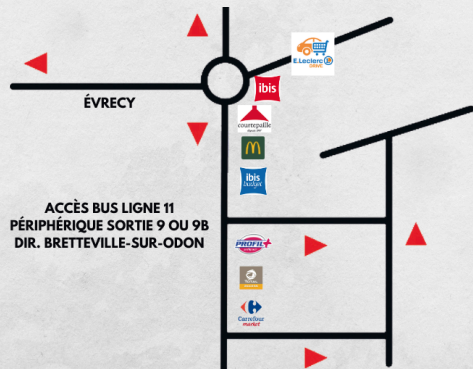 E.Leclerc
DRIVE
ibis
ÉVRECY
courtepaille
ibis
budget
ACCÈS BUS LIGNE 11
PÉRIPHÉRIQUE SORTIE 9 OU 9B
DIR. BRETTEVILLE-SUR-ODON
PROFIL+
Carrefour
market